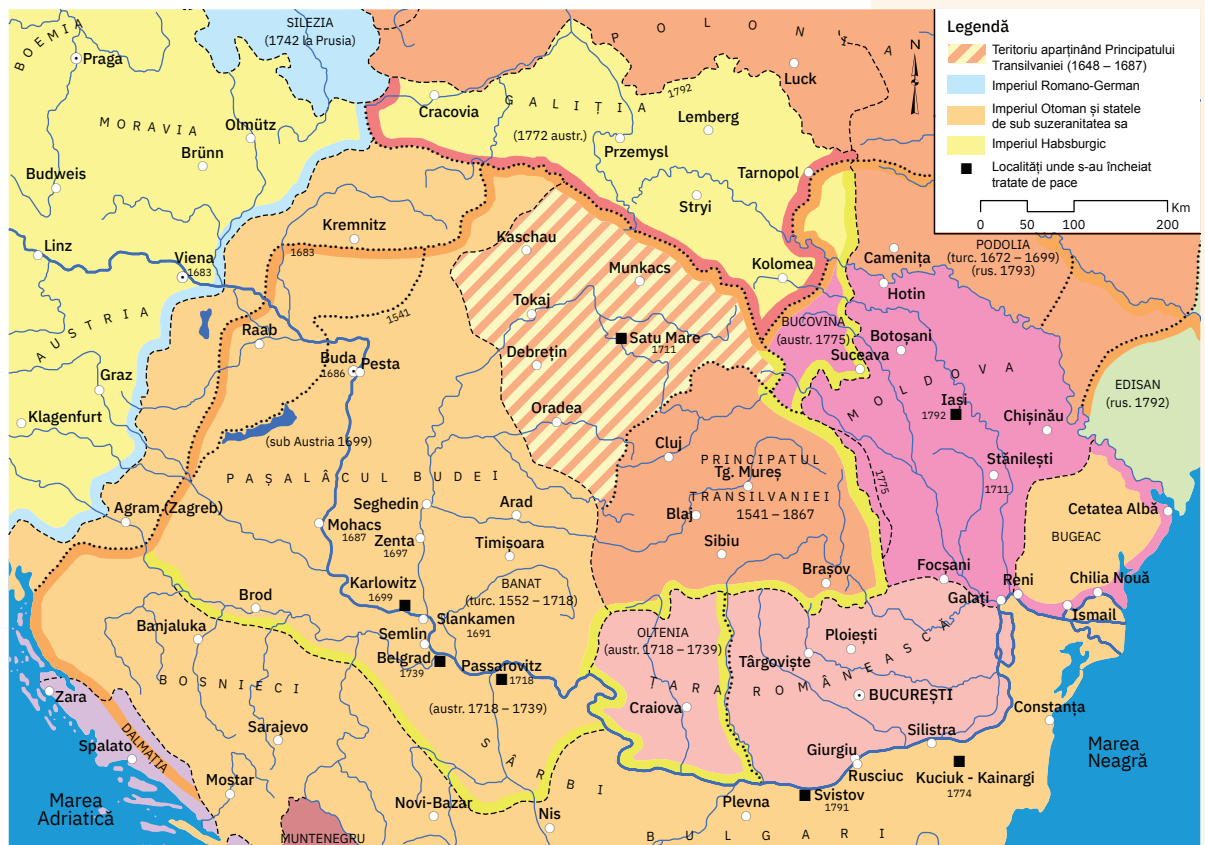 BOEMIA
Praga
SILEZIA
(1742 la Prusia)
POLONIA
Luck
N
Legendă
Teritoriu aparținând Principatului
Transilvaniei (1648 – 1687)
Imperiul Romano-German
Imperiul Otoman și statele
de sub suzeranitatea sa
Imperiul Habsburgic
Localități unde s-au încheiat
tratate de pace
Km
0 50 100 200
MORAVIA
Olmütz
Brünn
Budweis
Cracovia
GALIȚIA
1792
(1772 austr.)
Lemberg
Przemysl
Tarnopol
Stryi
Kremnitz
Kaschau
Linz
Viena
1683
1683
Munkacs
Kolomea
Camenița
PODOLIA
(turc. 1672 – 1699)
(rus. 1793)
Hotin
Tokaj
1541
AUSTRIA
Raab
Satu Mare
1711
BUCOVINA
(austr. 1775)
Botoșani
Suceava
Buda
1686
Pesta
Debrețin
Graz
Klagenfurt
MOLDOVA
EDISAN
(rus. 1792)
Iași
1792
Chișinău
Oradea
(sub Austria 1699)
Cluj
PRINCIPATUL
Tg. Mureș
TRANSILVANIEI
1541 – 1867
Stănilești
1711
1775
PAȘALÂCUL BUDEI
Seghedin
Arad
Blaj
Agram (Zagreb)
Mohacs
1687
Zenta
1697
Timișoara
Sibiu
Cetatea Albă
BUGEAC
Brașov
Focșani
Reni
Chilia Nouă
Karlowitz
1699
BANAT
(turc. 1552 – 1718)
Galați
Ismail
Brod
Slankamen
1691
Banjaluka
Semlin
Belgrad
1739
Passarovitz
1718
OLTENIA
(austr. 1718 – 1739)
Ploiești
Târgoviște
ȚARA ROMÂNEASCĂ
BUCUREȘTI
BOSNIECI
Zara
(austr. 1718 – 1739)
Craiova
Constanța
DALMAȚIA
Spalato
Sarajevo
SÂRBI
Silistra
Giurgiu
Rusciuc
Marea
Neagră
Kuciuk - Kainargi
1774
Moștar
Novi-Bazar
Nis
Plevna
Svistov
1791
Marea
Adriatică
MUNTENEGRU
BULGARI